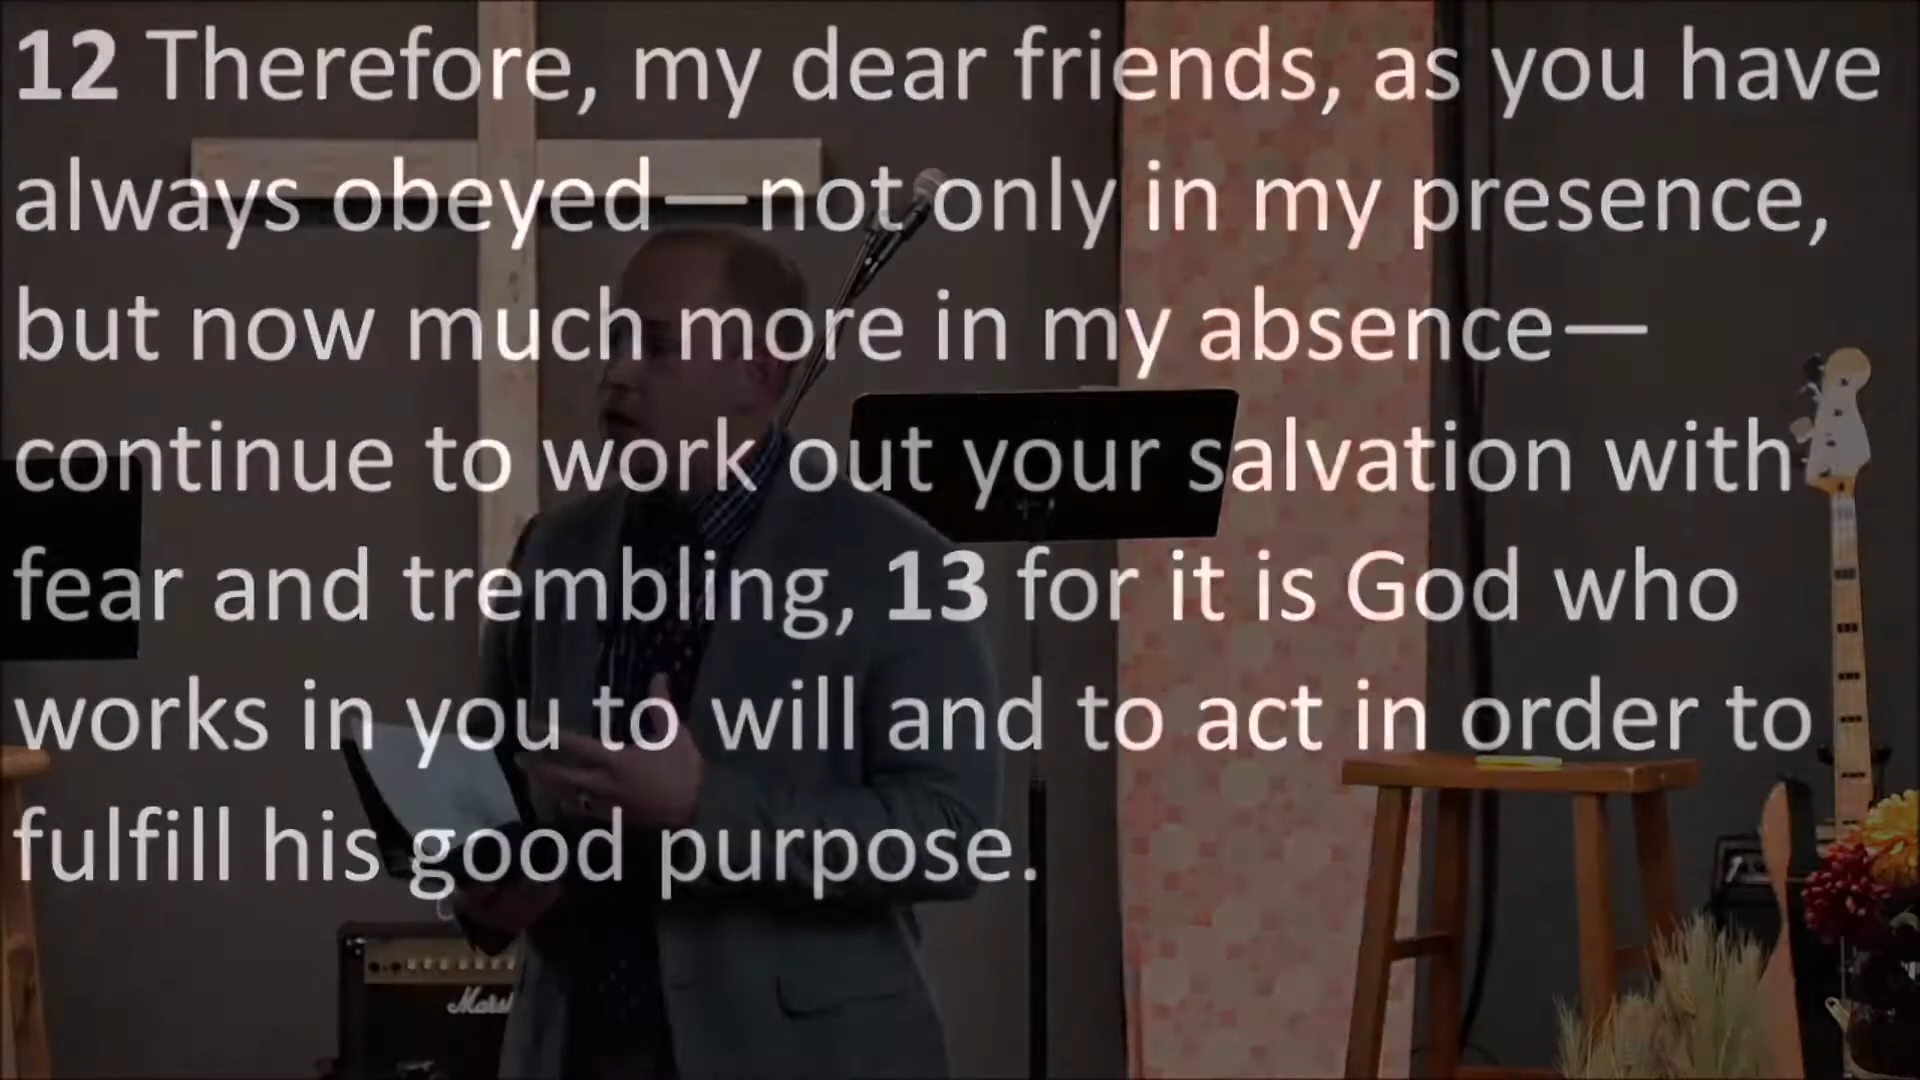 12 Therefore, my dear friends, as you have
always obeyed—not only in my presence,
but now much more in my absence—
continue to work out your salvation with
fear and trembling, 13 for it is God who
works in you to will and to act in order to
fulfill his good purpose.